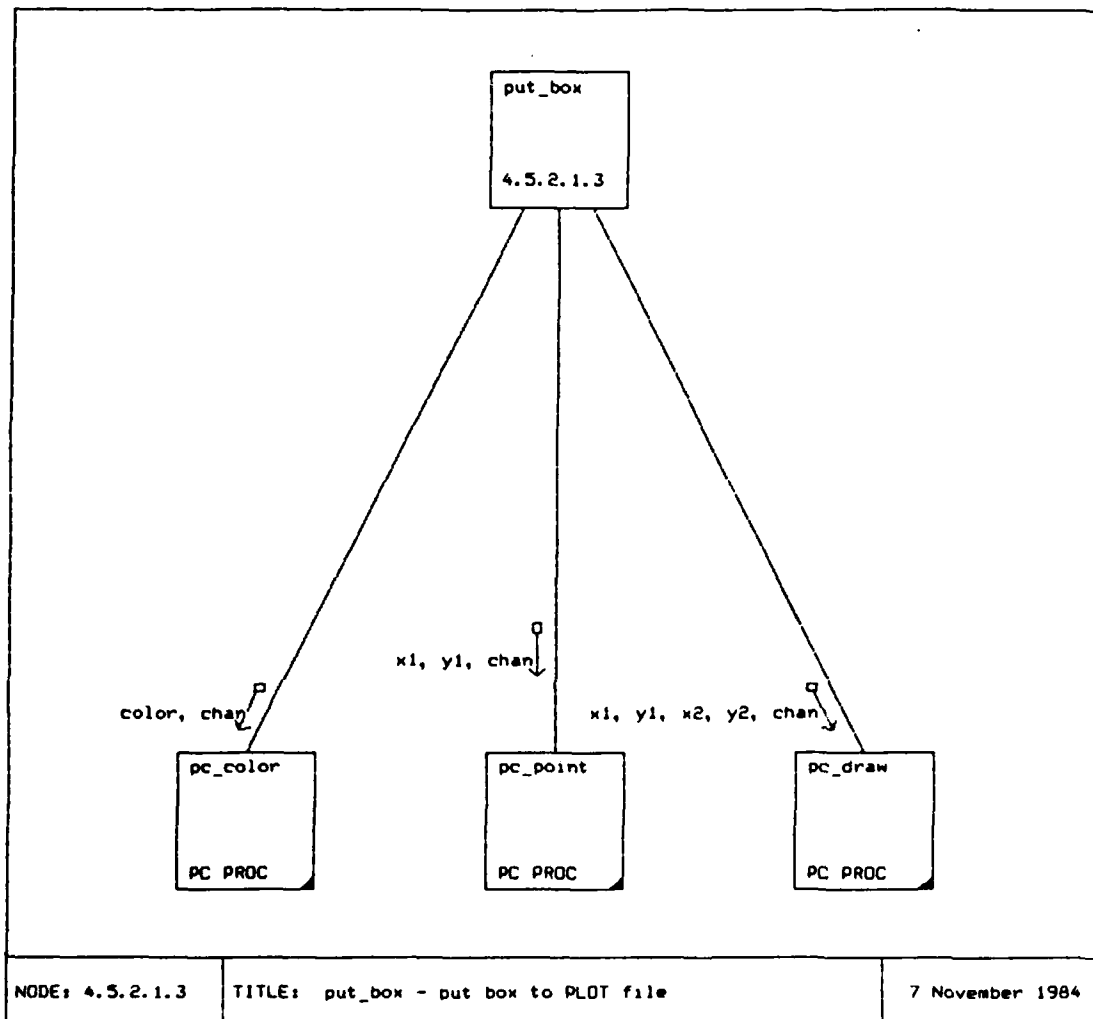 put_box
4.5.2.1.3
x1, y1, chan
color, chan
x1, y1, x2, y2, chan
pc_color
pc_point
pc_draw
PC PROC
PC PROC
PC PROC
NODE: 4.5.2.1.3
TITLE: put_box - put box to PLOT file
7 November 1984